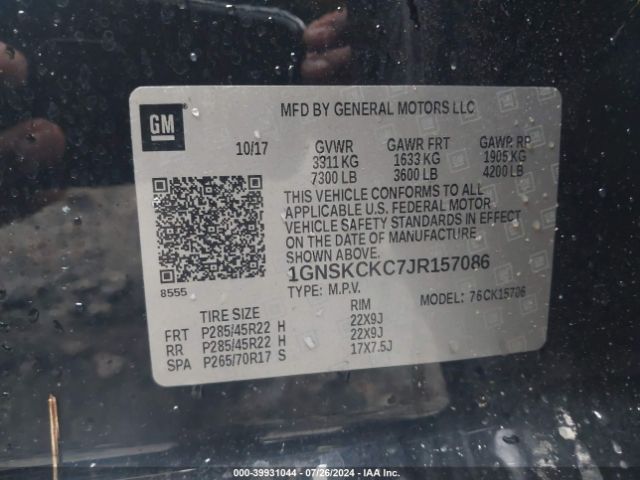 GM
MFD BY GENERAL MOTORS LLC
10/17 GVWR GAWR FRT GAWR RR
3311 KG 1633 KG 1905 KG
7300 LB 3600 LB 4200 LB
THIS VEHICLE CONFORMS TO ALL
APPLICABLE U.S. FEDERAL MOTOR
VEHICLE SAFETY STANDARDS IN EFFECT
ON THE DATE OF MANUFACTURE
SHOWN ABOVE.
8555
1GNSKCKC7JR157086
TYPE: M.P.V. MODEL: 76CK15706
TIRE SIZE RIM
FRT P285/45R22 H 22X9J
RR P285/45R22 H 22X9J
SPA P265/70R17 S 17X7.5J
000-39931044 / 07/26/2024 - IAA Inc.